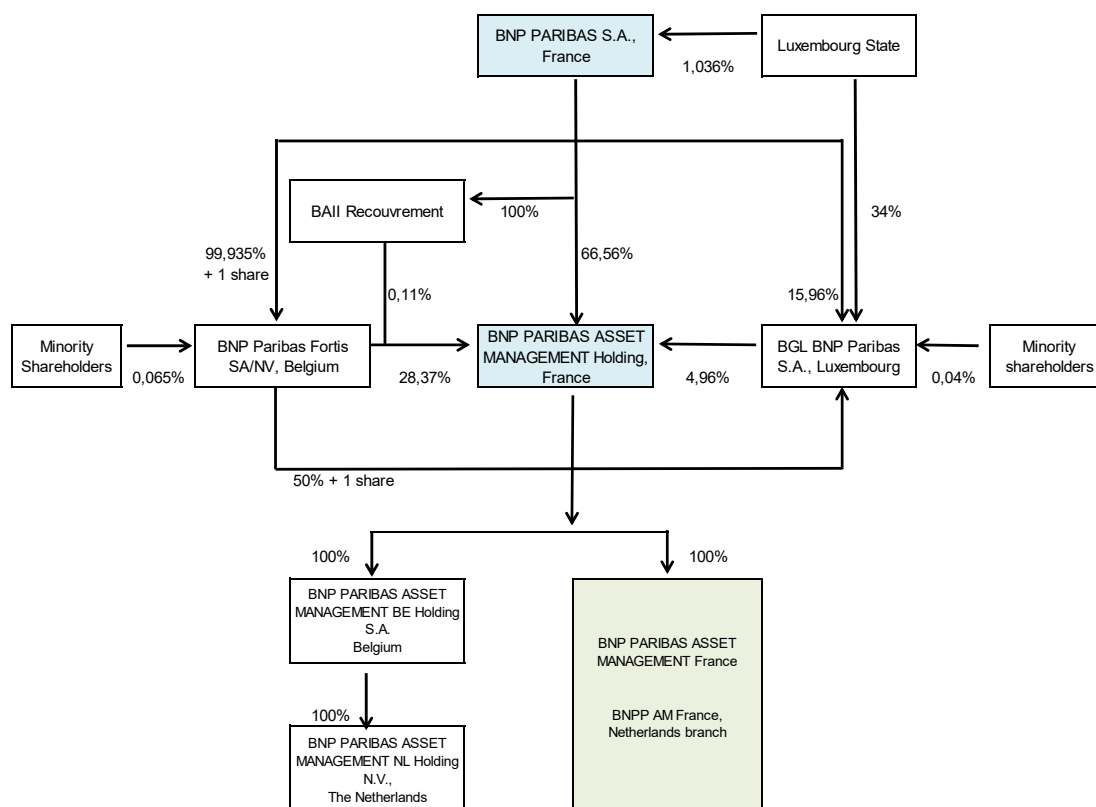 BNP PARIBAS S.A.,
France
Luxembourg State
1,036%
BAII Recouvrement
100%
34%
99,935%
+ 1 share
66,56%
0,11%
15,96%
Minority
Shareholders
0,065%
BNP Paribas Fortis
SA/NV, Belgium
28,37%
BNP PARIBAS ASSET
MANAGEMENT Holding,
France
4,96%
BGL BNP Paribas
S.A., Luxembourg
0,04%
Minority
shareholders
50% + 1 share
100%
100%
BNP PARIBAS ASSET
MANAGEMENT BE Holding
S.A.
Belgium
BNP PARIBAS ASSET
MANAGEMENT France
BNPP AM France,
Netherlands branch
100%
BNP PARIBAS ASSET
MANAGEMENT NL Holding
N.V.,
The Netherlands